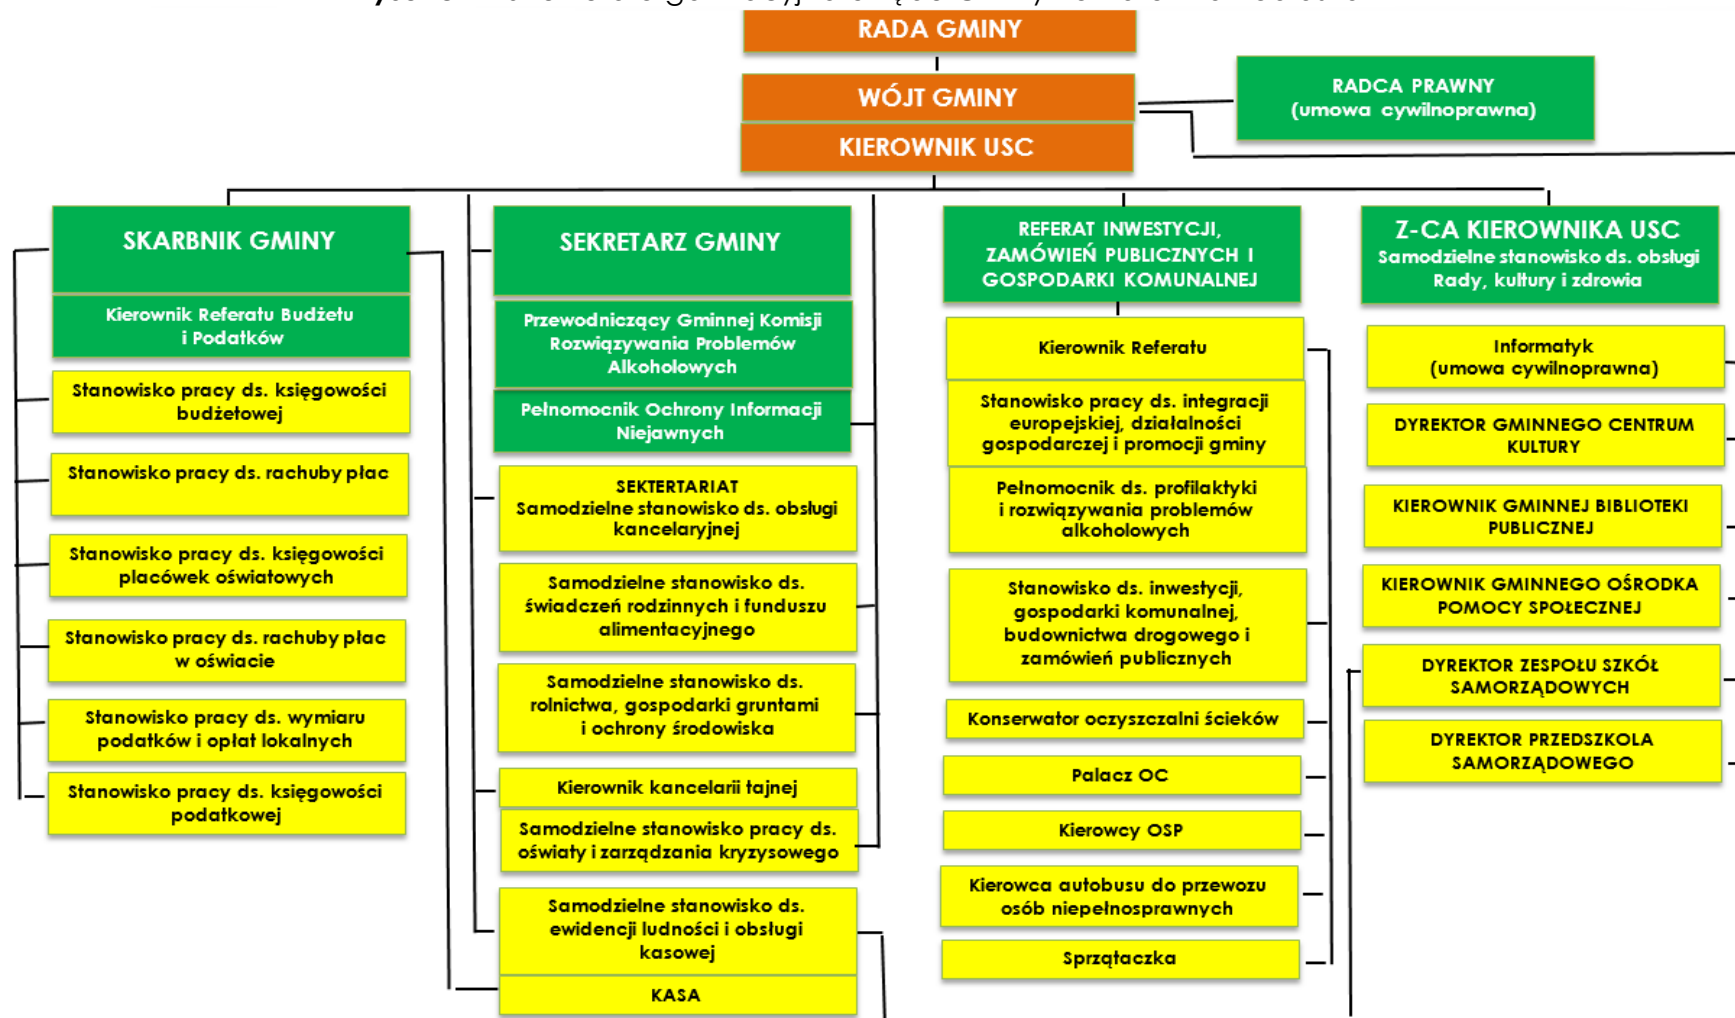 RADA GMINY
WÓJT GMINY
KIEROWNIK USC
RADCA PRAWNY
(umowa cywilnoprawna)
SKARBNIK GMINY
Kierownik Referatu Budżetu
i Podatków
Stanowisko pracy ds. księgowości
budżetowej
Stanowisko pracy ds. rachuby płac
Stanowisko pracy ds. księgowości
placówek oświatowych
Stanowisko pracy ds. rachuby płac
w oświacie
Stanowisko pracy ds. wymiaru
podatków i opłat lokalnych
Stanowisko pracy ds. księgowości
podatkowej
SEKRETARZ GMINY
Przewodniczący Gminnej Komisji
Rozwiązywania Problemów
Alkoholowych
Pełnomocnik Ochrony Informacji
Niejawnych
SEKTERTARIAT
Samodzielne stanowisko ds. obsługi
kancelaryjnej
Samodzielne stanowisko ds.
świadczeń rodzinnych i funduszu
alimentacyjnego
Samodzielne stanowisko ds.
rolnictwa, gospodarki gruntami
i ochrony środowiska
Kierownik kancelarii tajnej
Samodzielne stanowisko pracy ds.
oświaty i zarządzania kryzysowego
Samodzielne stanowisko ds.
ewidencji ludności i obsługi
kasowej
KASA
REFERAT INWESTYCJI,
ZAMÓWIEŃ PUBLICZNYCH I
GOSPODARKI KOMUNALNEJ
Kierownik Referatu
Stanowisko pracy ds. integracji
europejskiej, działalności
gospodarczej i promocji gminy
Pełnomocnik ds. profilaktyki
i rozwiązywania problemów
alkoholowych
Stanowisko ds. inwestycji,
gospodarki komunalnej,
budownictwa drogowego i
zamówień publicznych
Konserwator oczyszczalni ścieków
Palacz OC
Kierowcy OSP
Kierowca autobusu do przewozu
osób niepełnosprawnych
Sprzątaczka
Z-CA KIEROWNIKA USC
Samodzielne stanowisko ds. obsługi
Rady, kultury i zdrowia
Informatyk
(umowa cywilnoprawna)
DYREKTOR GMINNEGO CENTRUM
KULTURY
KIEROWNIK GMINNEJ BIBLIOTEKI
PUBLICZNEJ
KIEROWNIK GMINNEGO OŚRODKA
POMOCY SPOŁECZNEJ
DYREKTOR ZESPOŁU SZKÓŁ
SAMORZĄDOWYCH
DYREKTOR PRZEDSZKOLA
SAMORZĄDOWEGO